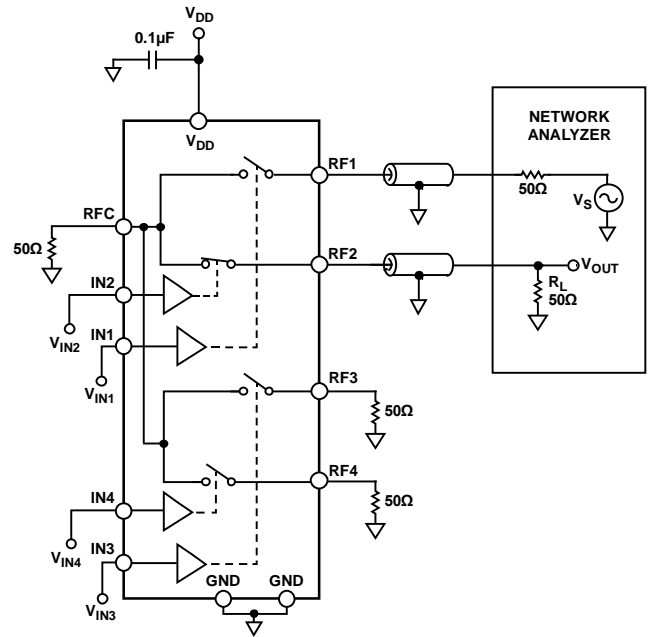 VDD
0.1µF
VDD
NETWORK
ANALYZER
RF1
50Ω
VS
RFC
50Ω
RF2
VOUT
RL
50Ω
IN2
VIN2
IN1
VIN1
RF3
50Ω
RF4
50Ω
IN4
VIN4
IN3
VIN3
GND
GND